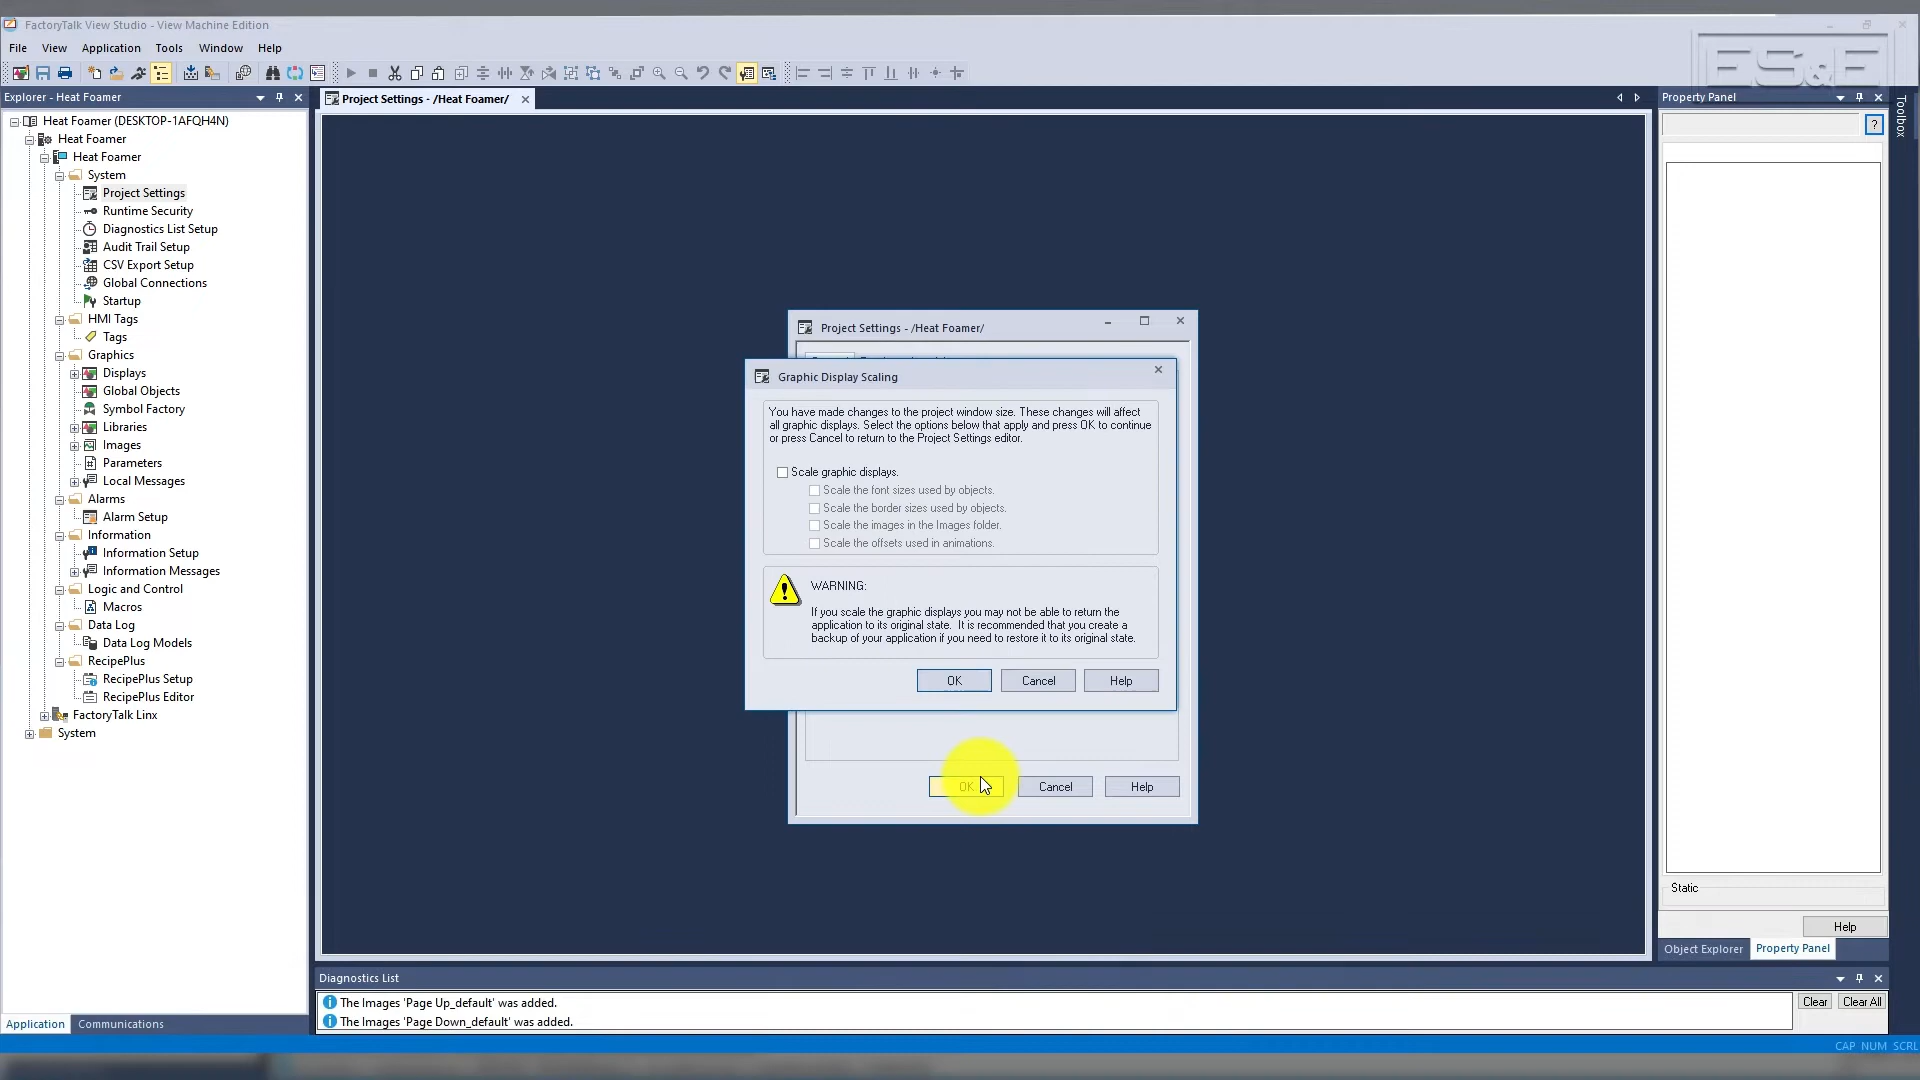 FactoryTalk View Studio - View Machine Edition
File View Application Tools Window Help
ES&E
Explorer - Heat Foamer
Project Settings - /Heat Foamer/
Property Panel
Toolbox
?
Heat Foamer (DESKTOP-1AFQH4N)
Heat Foamer
Heat Foamer
System
Project Settings
Runtime Security
Diagnostics List Setup
Audit Trail Setup
CSV Export Setup
Global Connections
Startup
HMI Tags
Tags
Graphics
Displays
Global Objects
Symbol Factory
Libraries
Images
Parameters
Local Messages
Alarms
Alarm Setup
Information
Information Setup
Information Messages
Logic and Control
Macros
Data Log
Data Log Models
RecipePlus
RecipePlus Setup
RecipePlus Editor
FactoryTalk Linx
System
Application Communications
Project Settings - /Heat Foamer/
Graphic Display Scaling
You have made changes to the project window size. These changes will affect
all graphic displays. Select the options below that apply and press OK to continue
or press Cancel to return to the Project Settings editor.
Scale graphic displays.
Scale the font sizes used by objects.
Scale the border sizes used by objects.
Scale the images in the Images folder.
Scale the offsets used in animations.
WARNING:
If you scale the graphic displays you may not be able to return the
application to its original state. It is recommended that you create a
backup of your application if you need to restore it to its original state.
OK Cancel Help
OK Cancel Help
Static
Help
Object Explorer Property Panel
Diagnostics List
The Images 'Page Up_default' was added.
The Images 'Page Down_default' was added.
Clear Clear All
CAP NUM SCRL